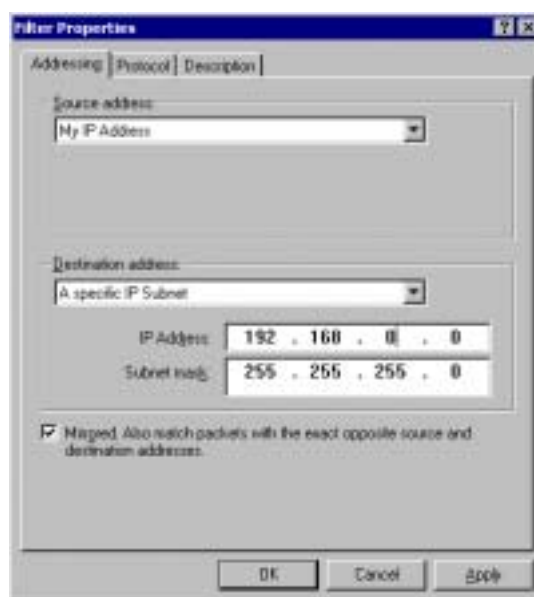 Filter Properties
Addressing Protocol Description
Source address:
My IP Address
Destination address:
A specific IP Subnet
IP Address: 192 . 168 . 0 . 0
Subnet mask: 255 . 255 . 255 . 0
Mirrored. Also match packets with the exact opposite source and
destination addresses.
OK Cancel Apply